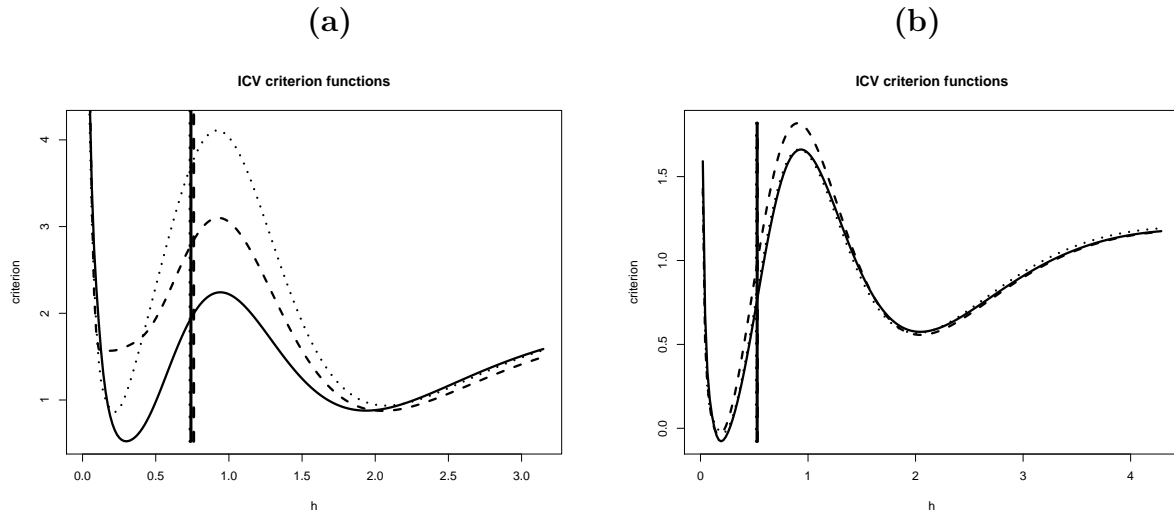 (a)
ICV criterion functions
criterion
4
3
2
1
0.0 0.5 1.0 1.5 2.0 2.5 3.0
h
(b)
ICV criterion functions
criterion
1.5
1.0
0.5
0.0
0 1 2 3 4
h